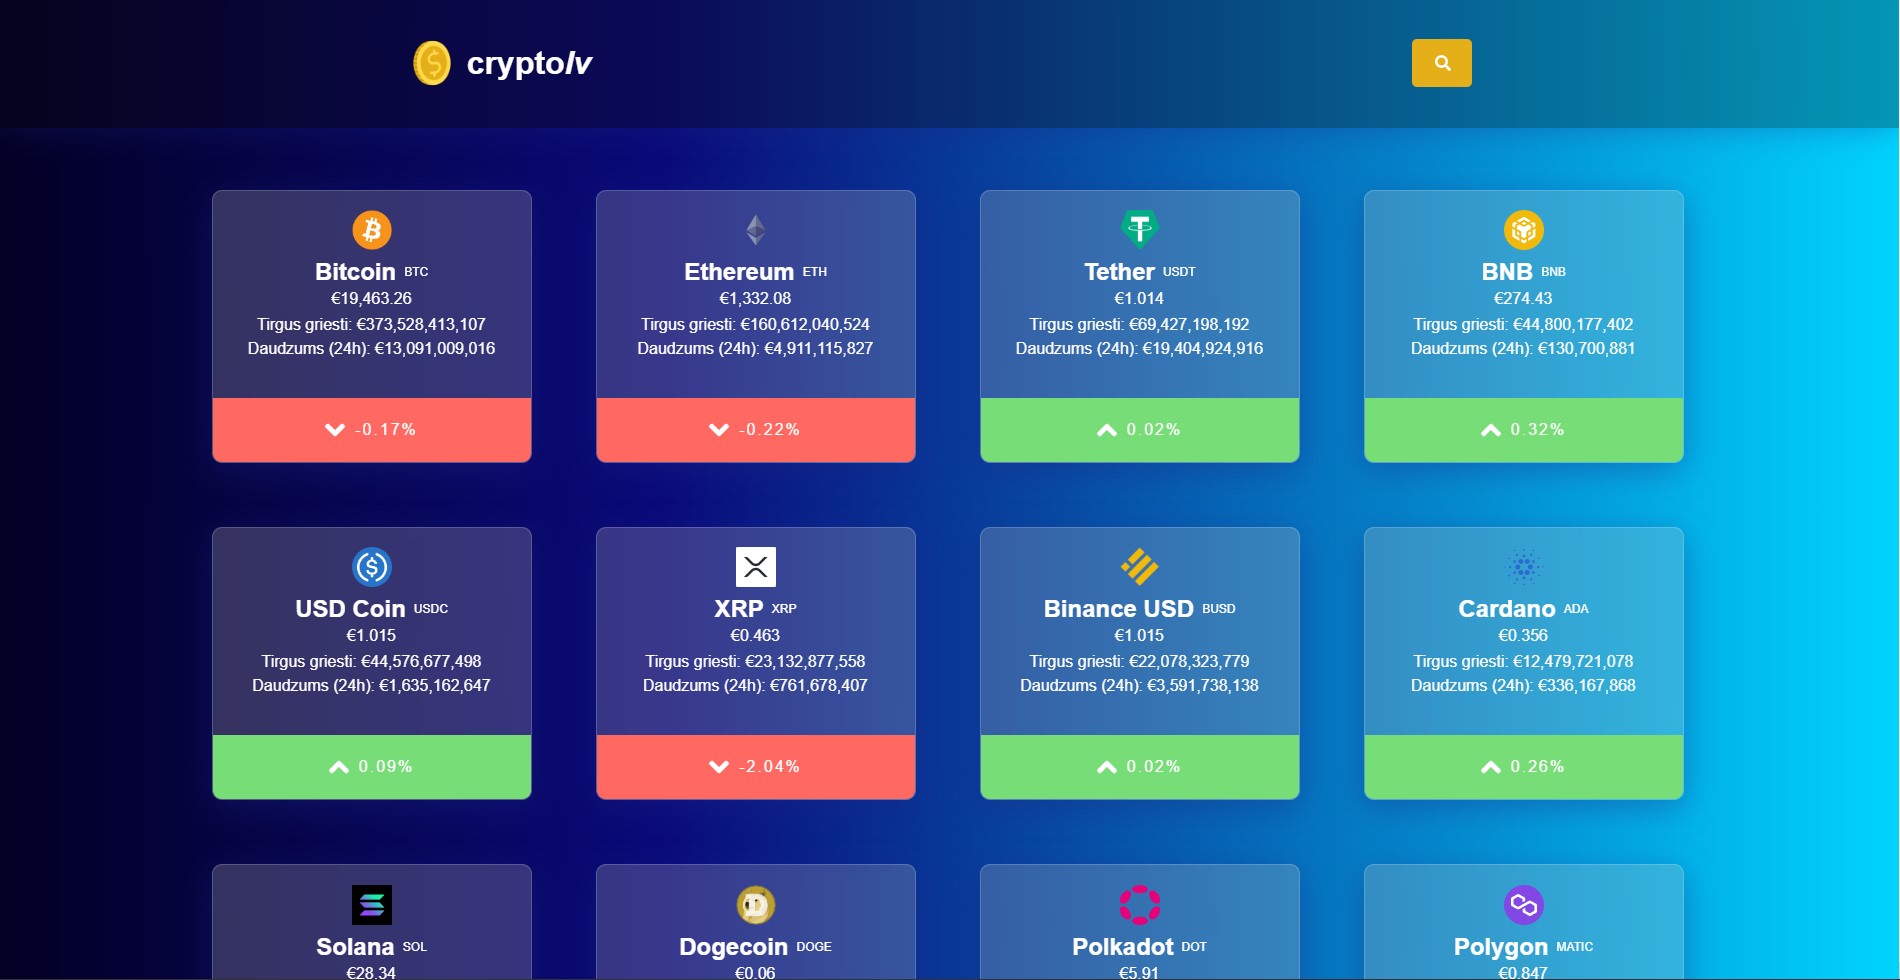 cryptolv
Bitcoin BTC
€19,463.26
Tirgus griesti: €373,528,413,107
Daudzums (24h): €13,091,009,016
-0.17%
Ethereum ETH
€1,332.08
Tirgus griesti: €160,612,040,524
Daudzums (24h): €4,911,115,827
-0.22%
Tether USDT
€1.014
Tirgus griesti: €69,427,198,192
Daudzums (24h): €19,404,924,916
0.02%
BNB BNB
€274.43
Tirgus griesti: €44,800,177,402
Daudzums (24h): €130,700,881
0.32%
USD Coin USDC
€1.015
Tirgus griesti: €44,576,677,498
Daudzums (24h): €1,635,162,647
0.09%
XRP XRP
€0.463
Tirgus griesti: €23,132,877,558
Daudzums (24h): €761,678,407
-2.04%
Binance USD BUSD
€1.015
Tirgus griesti: €22,078,323,779
Daudzums (24h): €3,591,738,138
0.02%
Cardano ADA
€0.356
Tirgus griesti: €12,479,721,078
Daudzums (24h): €336,167,868
0.26%
Solana SOL
€28.34
Dogecoin DOGE
€0.06
Polkadot DOT
€5.91
Polygon MATIC
€0.847